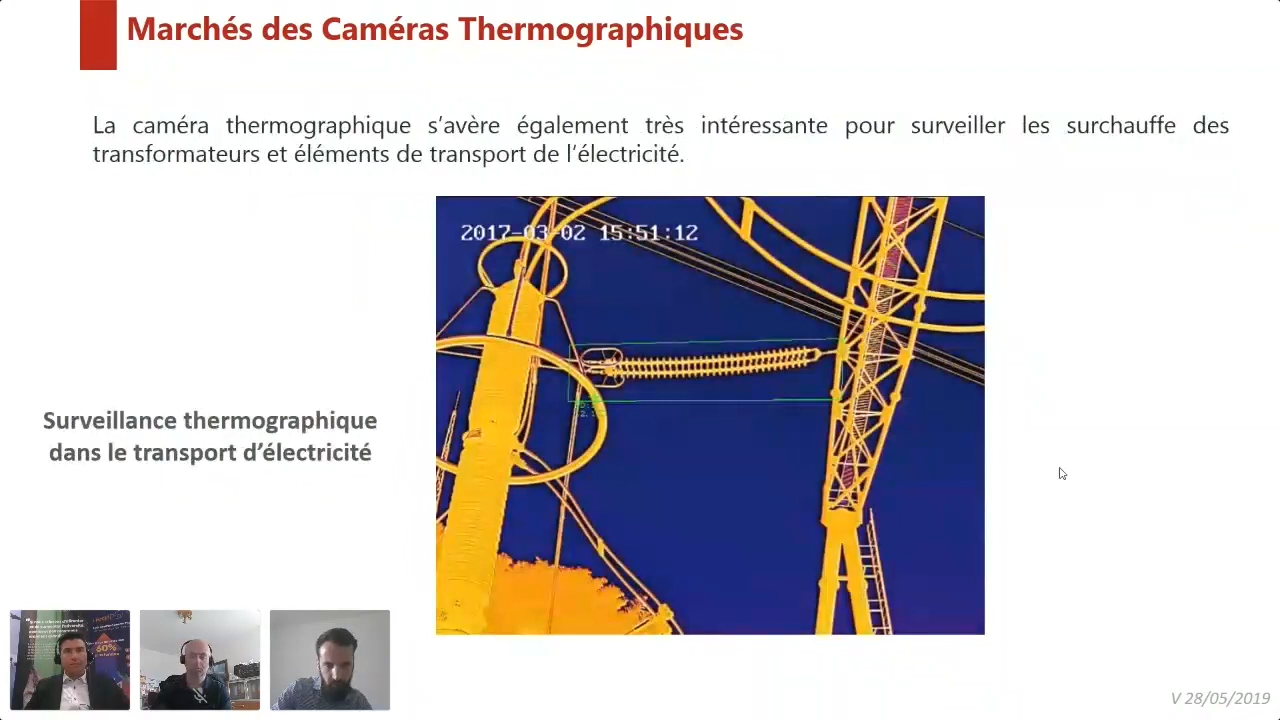 Marchés des Caméras Thermographiques
La caméra thermographique s'avère également très intéressante pour surveiller les surchauffe des
transformateurs et éléments de transport de l'électricité.
2017-03-02 15:51:12
Surveillance thermographique
dans le transport d'électricité
60%
V 28/05/2019